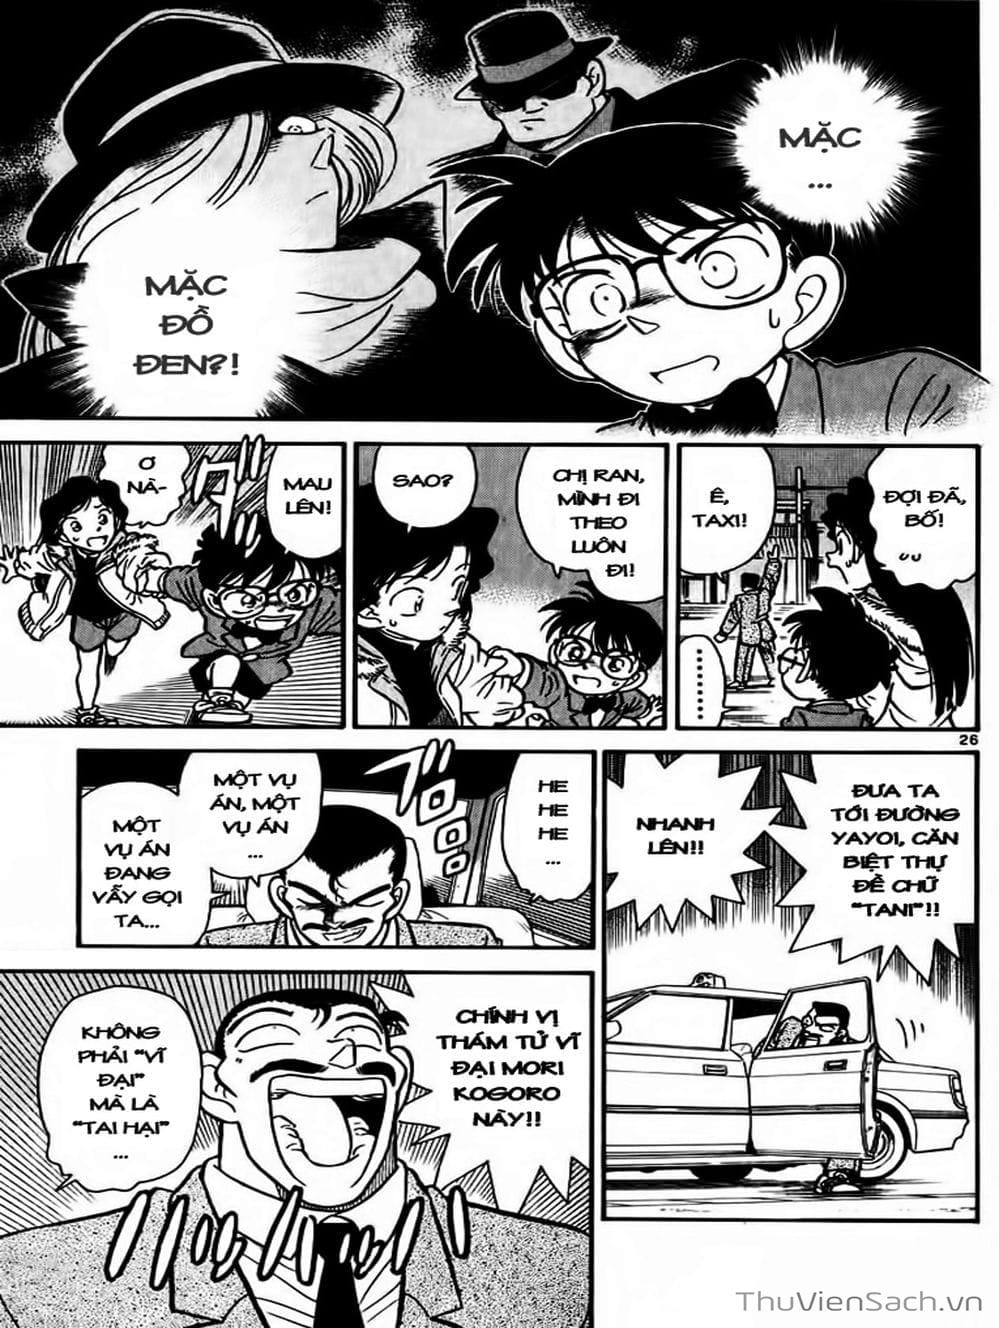 MẶC
...
MẶC
ĐỒ
ĐEN?!
ĐỢI ĐÃ,
BỐ!
Ê,
TAXI!
.........
CHỊ RAN,
MÌNH ĐI
THEO
LUÔN
ĐI!
SAO?
MAU
LÊN!
Ơ
NÀ-
ダッ
26
ĐƯA TA
TỚI ĐƯỜNG
YAYOI, CĂN
BIỆT THỰ
ĐỀ CHỮ
"TANI"!!
NHANH
LÊN!!
HE
HE
HE
...
MỘT VỤ
ÁN, MỘT
VỤ ÁN
...
MỘT
VỤ ÁN
ĐANG
VẪY GỌI
TA...
CHÍNH VỊ
THÁM TỬ VĨ
ĐẠI MORI
KOGORO
NÀY!!
KHÔNG
PHẢI "VĨ
ĐẠI"
MÀ LÀ
"TAI HẠI"
...
ThuVienSach.vn